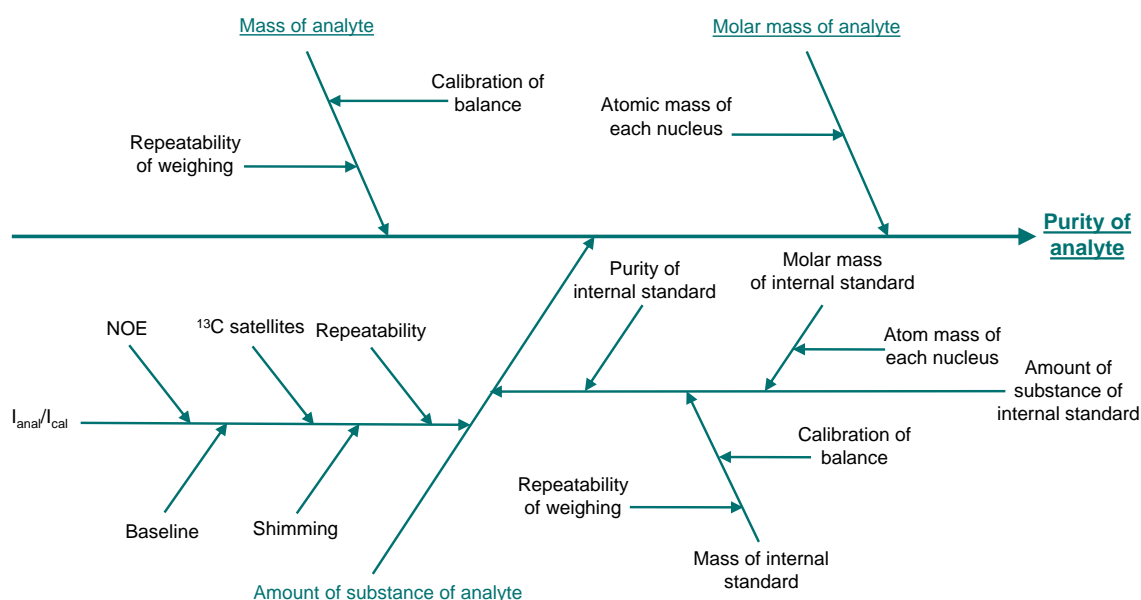 Mass of analyte
Molar mass of analyte
Calibration of
balance
Atomic mass of
each nucleus
Repeatability
of weighing
Purity of
analyte
Purity of
internal standard
Molar mass
of internal standard
NOE
¹³C satellites
Repeatability
Atom mass of
each nucleus
Amount of
substance of
internal standard
I_anal/I_cal
Calibration of
balance
Repeatability
of weighing
Baseline
Shimming
Mass of internal
standard
Amount of substance of analyte